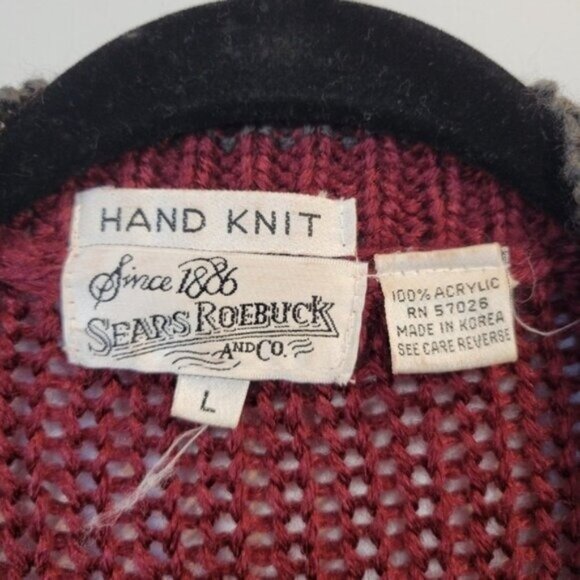 HAND KNIT
Since 1886
SEARS ROEBUCK
AND CO.
L
100% ACRYLIC
RN 57026
MADE IN KOREA
SEE CARE REVERSE